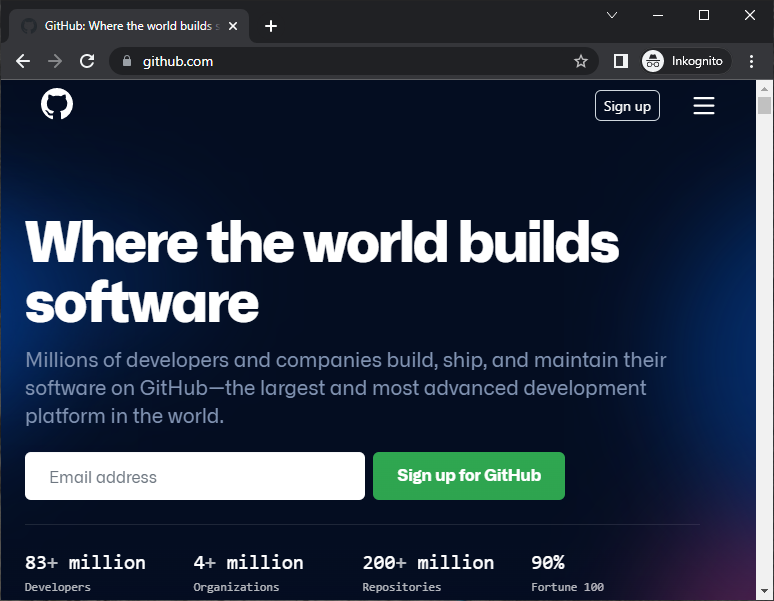 GitHub: Where the world builds s
github.com
Inkognito
Sign up
Where the world builds
software
Millions of developers and companies build, ship, and maintain their
software on GitHub—the largest and most advanced development
platform in the world.
Email address
Sign up for GitHub
83+ million
4+ million
200+ million
90%
Developers
Organizations
Repositories
Fortune 100